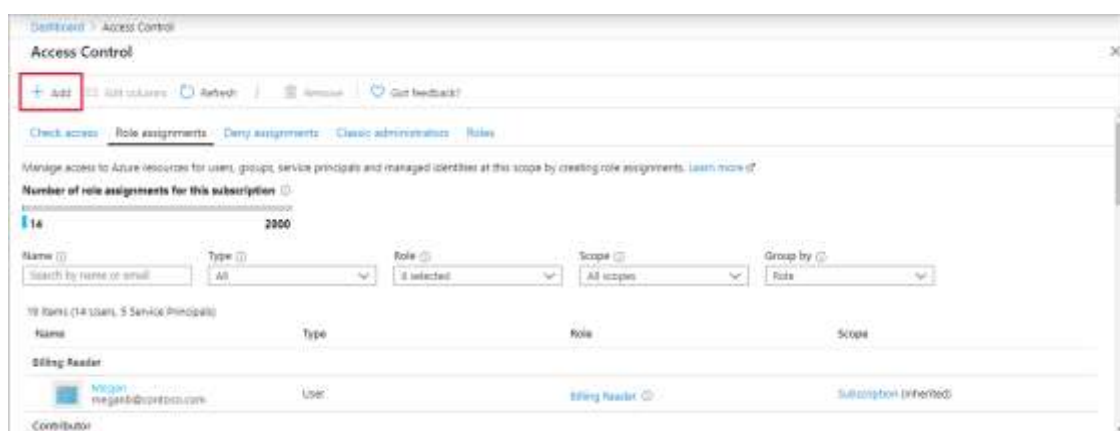 Dashboard > Access Control
Access Control
+ Add Edit columns Refresh Remove Got feedback?
Check access Role assignments Deny assignments Classic administrators Roles
Manage access to Azure resources for users, groups, service principals and managed identities at this scope by creating role assignments. Learn more
Number of role assignments for this subscription
14 2000
Name Type Role Scope Group by
Search by name or email All 8 selected All scopes Role
19 items (14 Users, 5 Service Principals)
Name Type Role Scope
Billing Reader
Megan User Billing Reader Subscription (Inherited)
meganb@contoso.com
Contributor